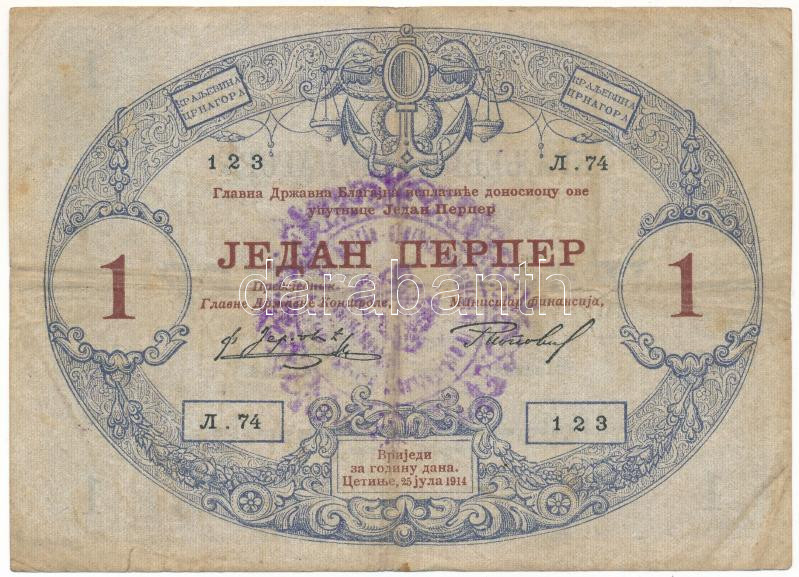 КРАЉЕВИНА
ЦРНАГОРА
КРАЉЕВИНА
ЦРНАГОРА
123
Л.74
Главна Државна Благајна исплатиће доносиоцу ове
упутнице Један Перпер
ЈЕДАН ПЕРПЕР
1
1
Главне Државне Контроле,
Министар Финансија,
darabanth
Л.74
123
Вриједи
за годину дана.
Цетиње, 25 јула 1914